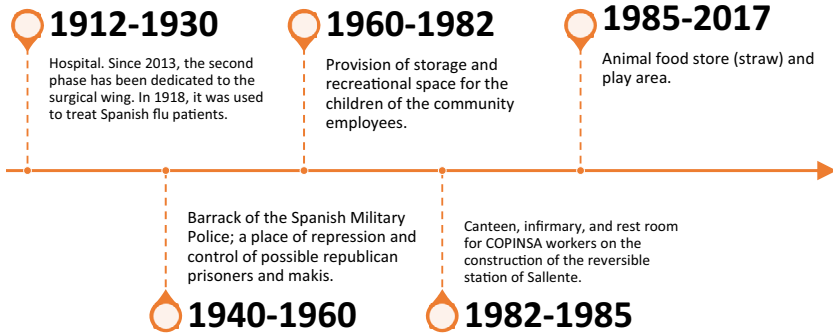 1912-1930
Hospital. Since 2013, the second
phase has been dedicated to the
surgical wing. In 1918, it was used
to treat Spanish flu patients.
1960-1982
Provision of storage and
recreational space for the
children of the community
employees.
1985-2017
Animal food store (straw) and
play area.
Barrack of the Spanish Military
Police; a place of repression and
control of possible republican
prisoners and makis.
1940-1960
Canteen, infirmary, and rest room
for COPINSA workers on the
construction of the reversible
station of Sallente.
1982-1985